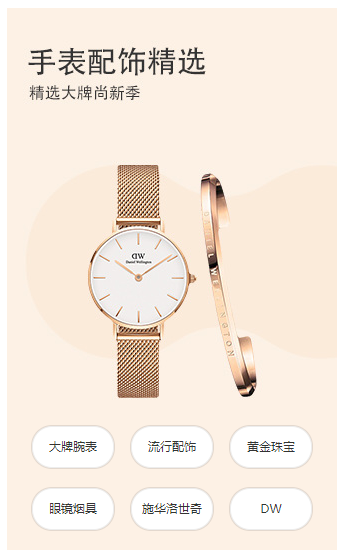 手表配饰精选
精选大牌尚新季
DW
Daniel Wellington
DANIEL WELLINGTON
大牌腕表
流行配饰
黄金珠宝
眼镜烟具
施华洛世奇
DW